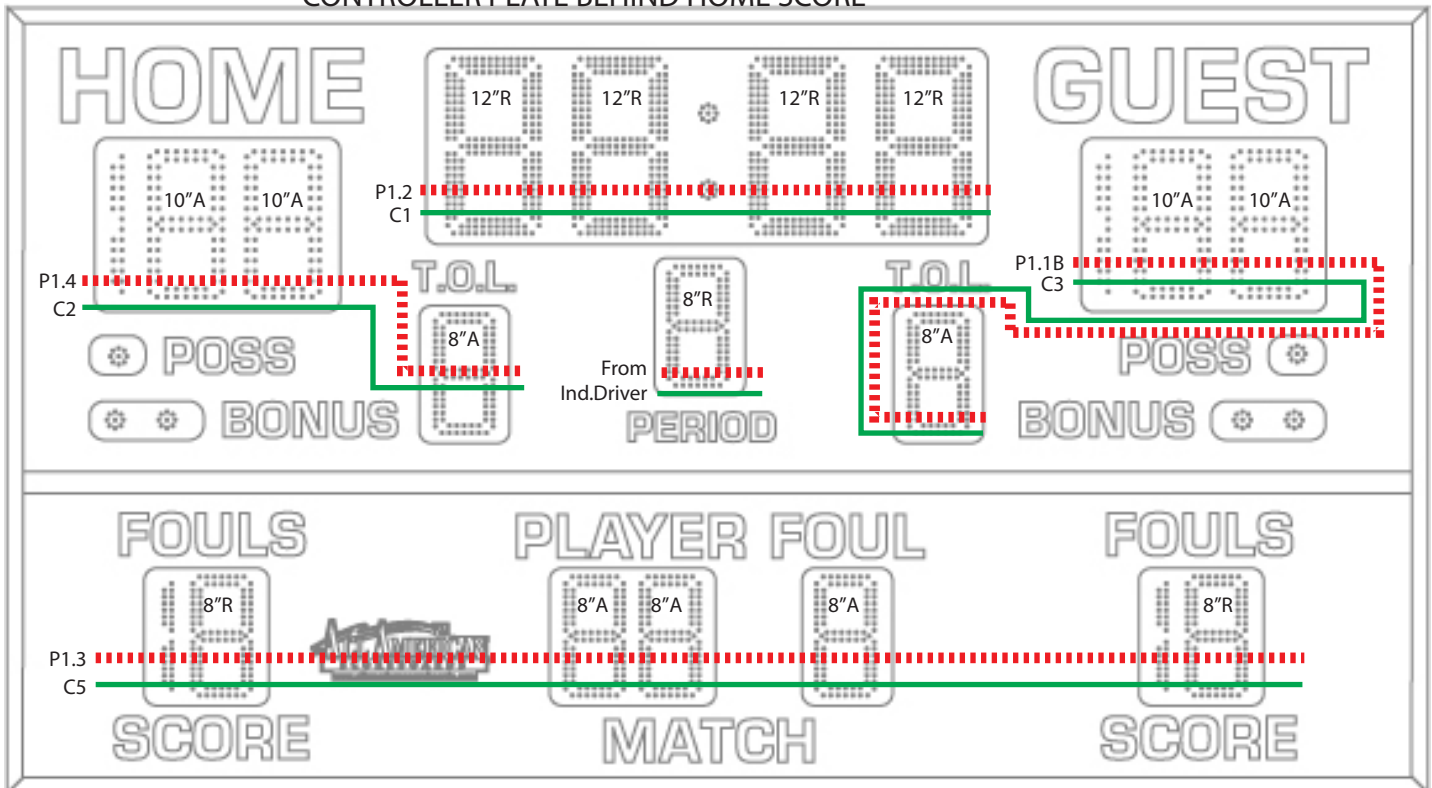 CONTROLLER PLATE BEHIND HOME SCORE
HOME
GUEST
12"R 12"R 12"R 12"R
10"A 10"A
10"A 10"A
P1.2
C1
P1.4
C2
T.O.L.
8"A
8"R
From
Ind.Driver
PERIOD
T.O.L.
8"A
P1.1B
C3
POSS
BONUS
POSS
BONUS
FOULS
PLAYER FOUL
FOULS
8"R
8"A 8"A
8"A
8"R
ALL AMERICAN
P1.3
C5
SCORE
MATCH
SCORE